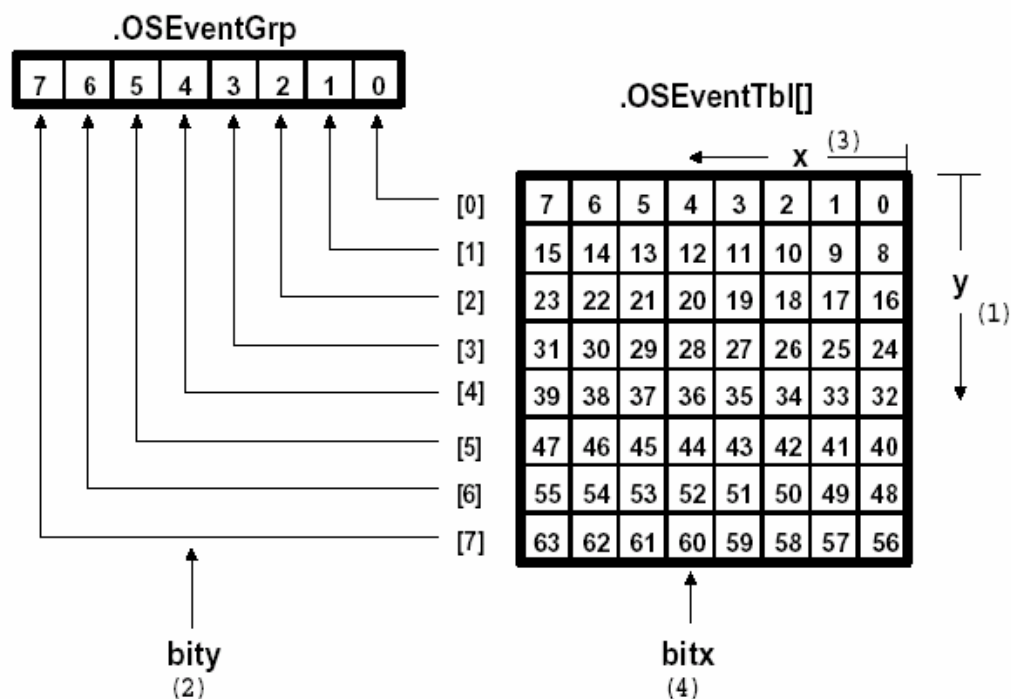 .OSEventGrp
7 6 5 4 3 2 1 0
.OSEventTbl[]
x (3)
[0] 7 6 5 4 3 2 1 0
[1] 15 14 13 12 11 10 9 8
[2] 23 22 21 20 19 18 17 16
y
(1)
[3] 31 30 29 28 27 26 25 24
[4] 39 38 37 36 35 34 33 32
[5] 47 46 45 44 43 42 41 40
[6] 55 54 53 52 51 50 49 48
[7] 63 62 61 60 59 58 57 56
bity
(2)
bitx
(4)